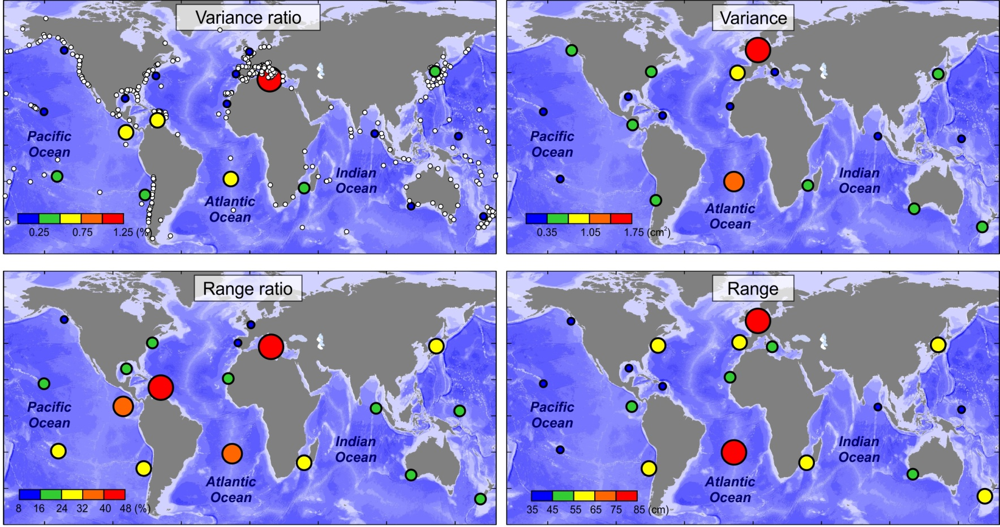 Variance ratio
Pacific
Ocean
Indian
Ocean
Atlantic
Ocean
0.25 0.75 1.25 (%)
Variance
Pacific
Ocean
Indian
Ocean
Atlantic
Ocean
0.35 1.05 1.75 (cm²)
Range ratio
Pacific
Ocean
Indian
Ocean
Atlantic
Ocean
8 16 24 32 40 48 (%)
Range
Pacific
Ocean
Indian
Ocean
Atlantic
Ocean
35 45 55 65 75 85 (cm)